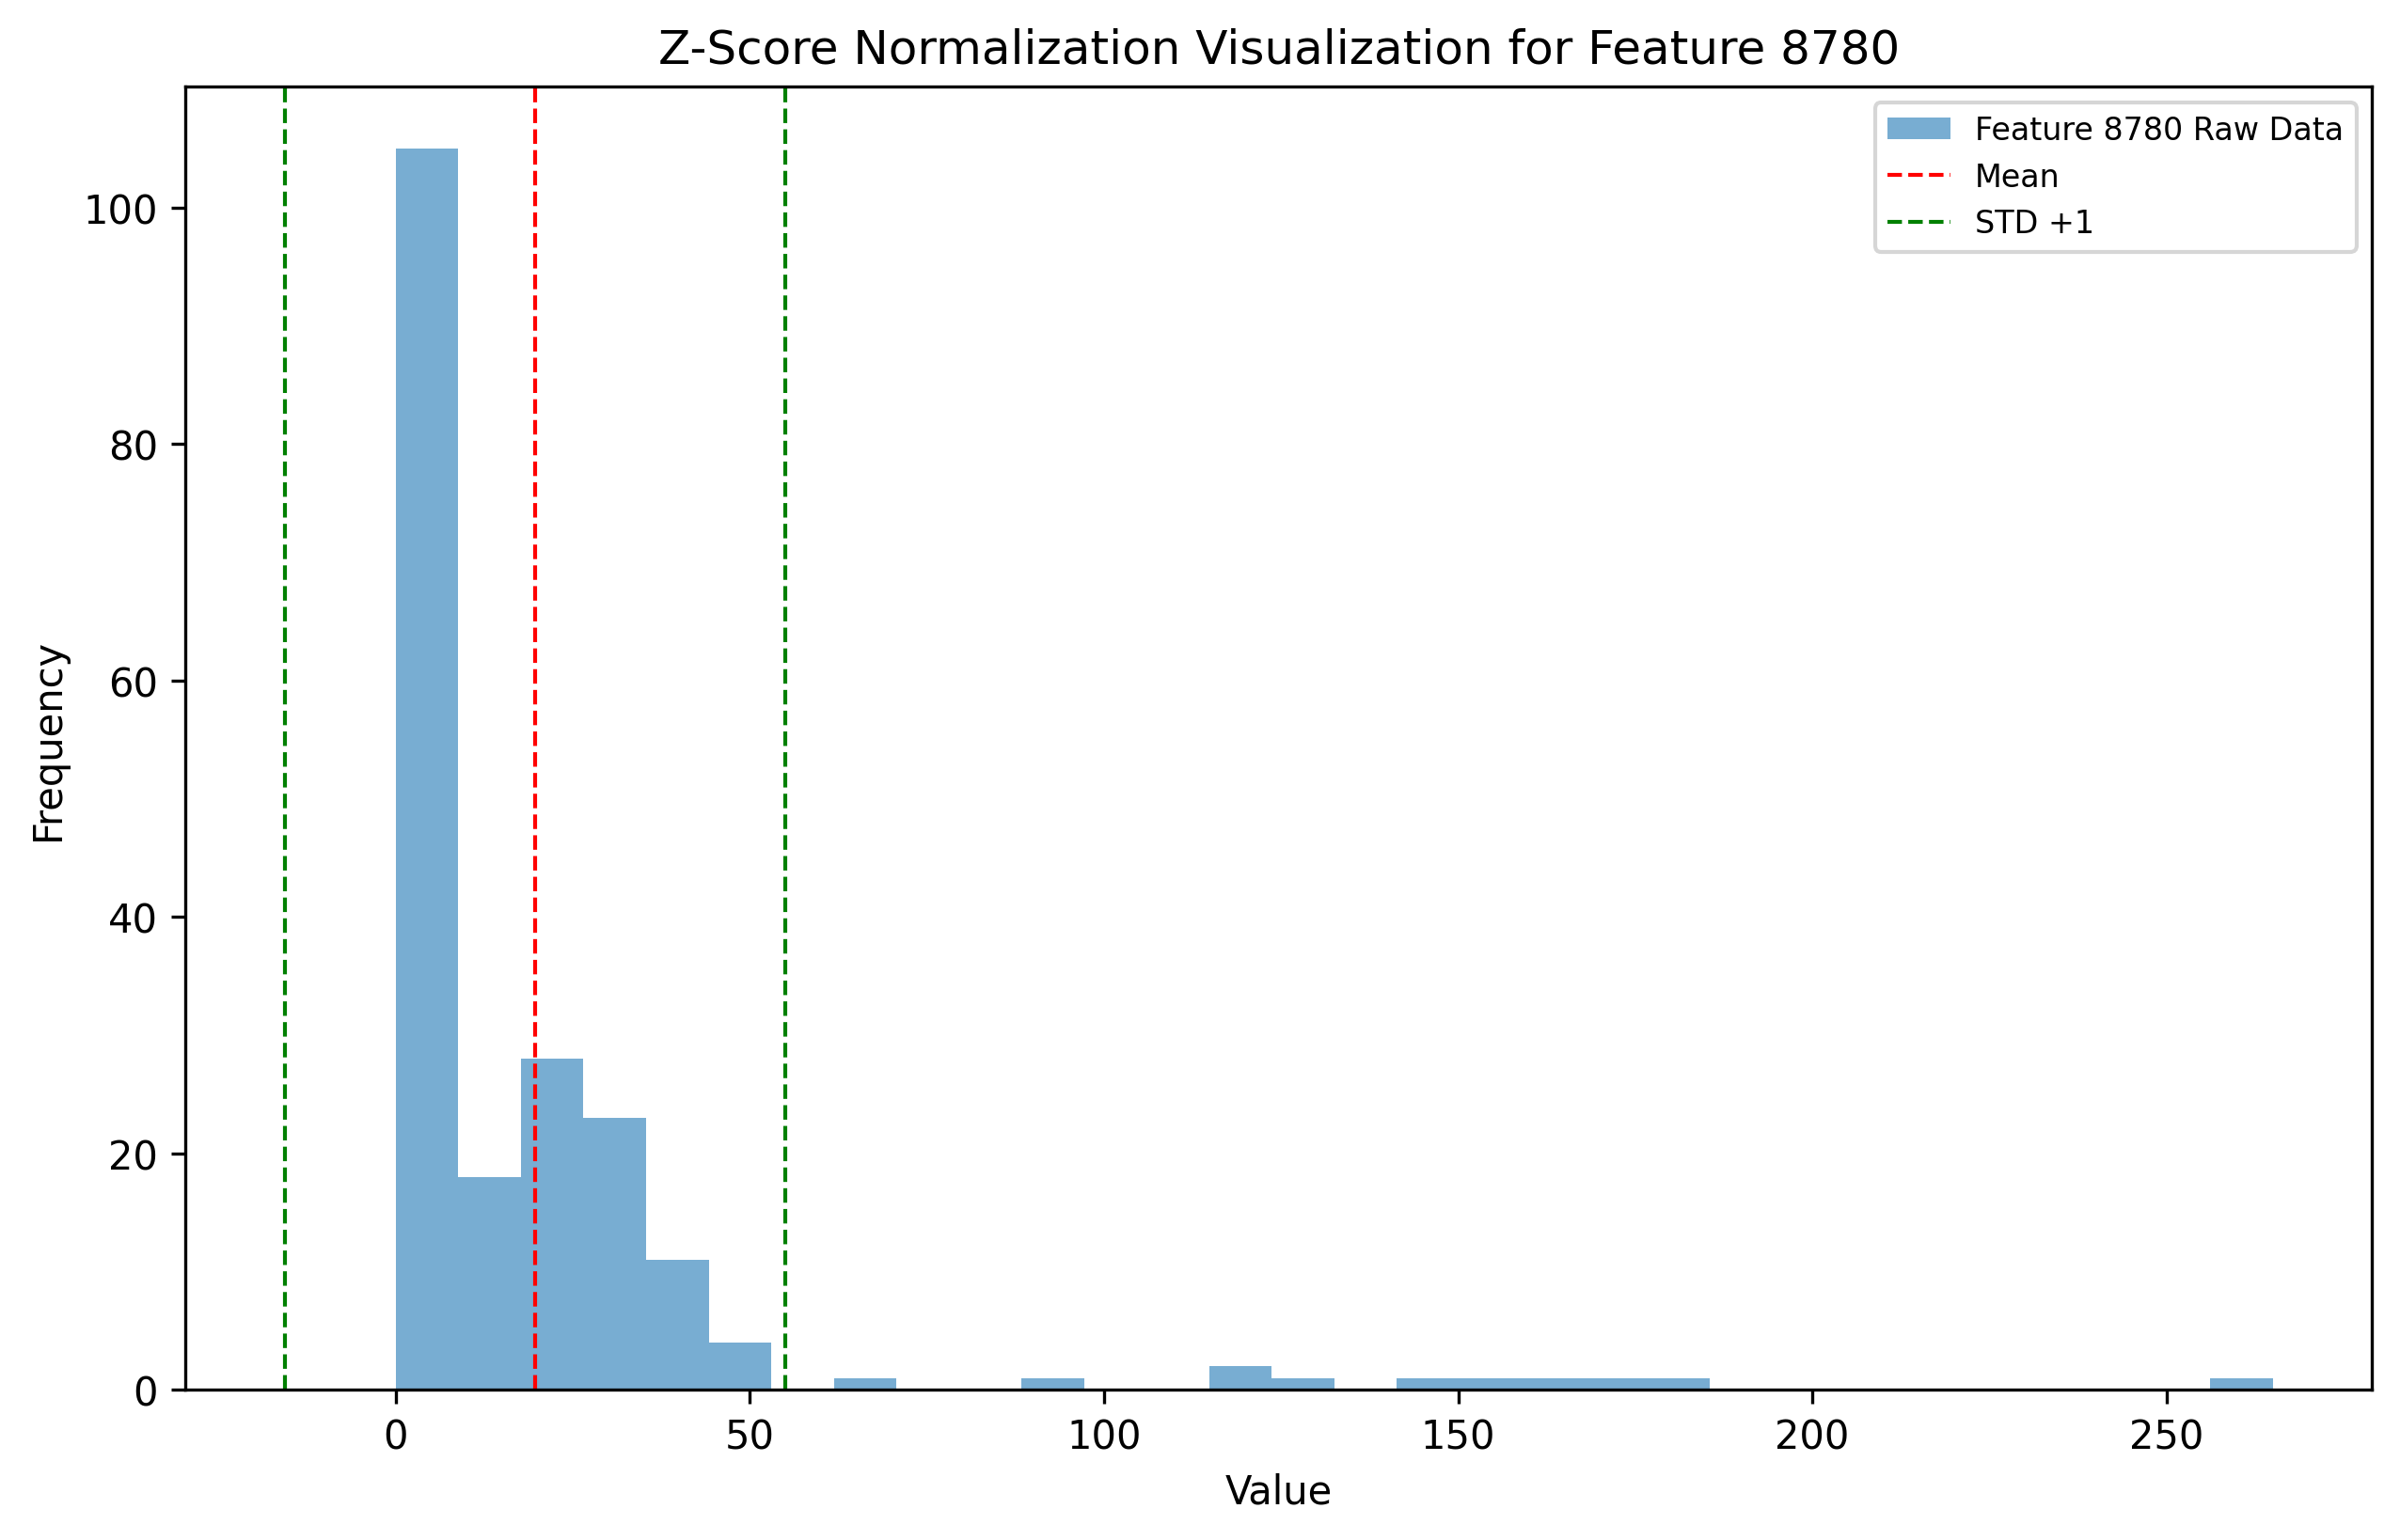 Z-Score Normalization Visualization for Feature 8780
Feature 8780 Raw Data
Mean
STD +1
Frequency
100
80
60
40
20
0
0 50 100 150 200 250
Value